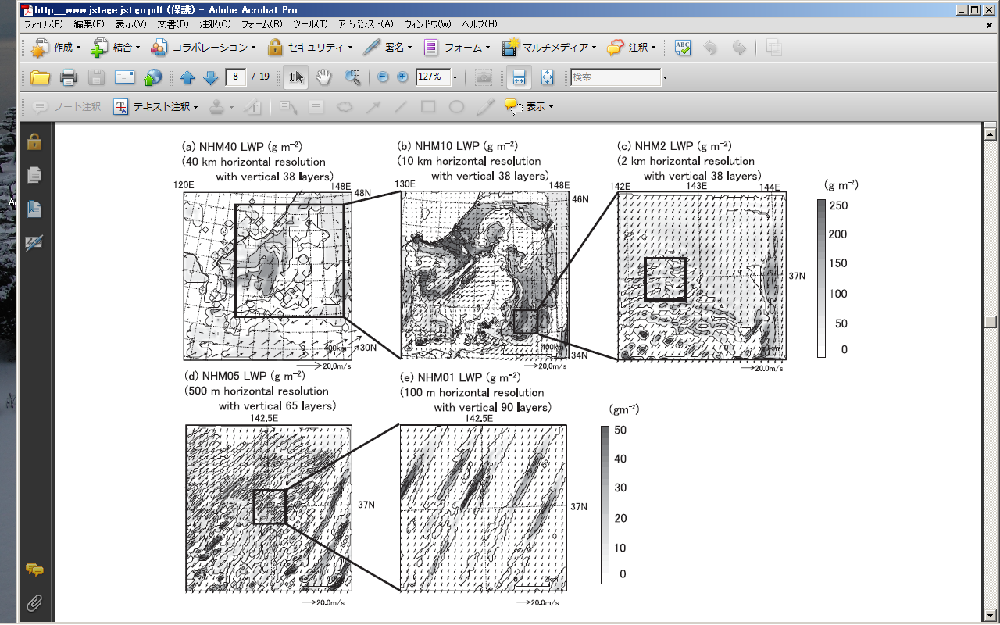 http__www.jstage.jst.go.pdf (保護) - Adobe Acrobat Pro
ファイル(F) 編集(E) 表示(V) 文書(D) 注釈(C) フォーム(R) ツール(T) アドバンスト(A) ウィンドウ(W) ヘルプ(H)
作成 結合 コラボレーション セキュリティ 署名 フォーム マルチメディア 注釈 ABC
8 / 19 127% 検索
ノート注釈 テキスト注釈 表示
(a) NHM40 LWP (g m⁻²)
(40 km horizontal resolution
with vertical 38 layers)
120E 148E
48N
400km
30N
20.0m/s
(b) NHM10 LWP (g m⁻²)
(10 km horizontal resolution
with vertical 38 layers)
130E 148E
46N
34N
20.0m/s
(c) NHM2 LWP (g m⁻²)
(2 km horizontal resolution
with vertical 38 layers)
142E 143E 144E
37N
20.0m/s
(g m⁻²)
250
200
150
100
50
0
(d) NHM05 LWP (g m⁻²)
(500 m horizontal resolution
with vertical 65 layers)
142.5E
37N
20.0m/s
(e) NHM01 LWP (g m⁻²)
(100 m horizontal resolution
with vertical 90 layers)
142.5E
37N
2km
20.0m/s
(gm⁻²)
50
40
30
20
10
0